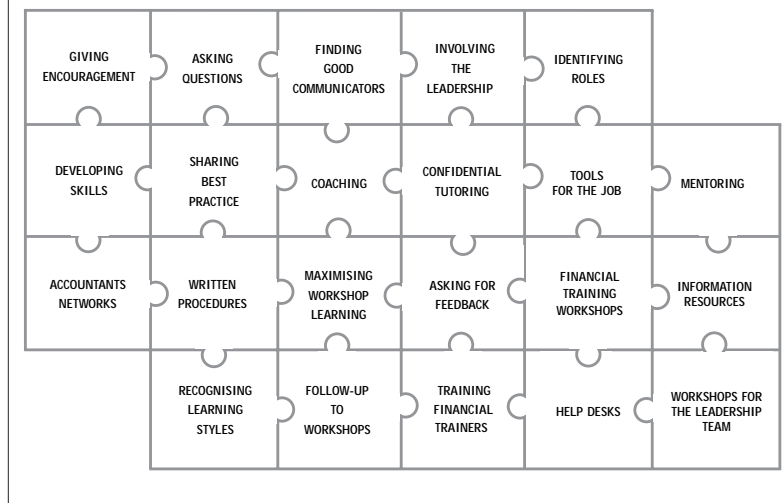 GIVING
ENCOURAGEMENT
ASKING
QUESTIONS
FINDING
GOOD
COMMUNICATORS
INVOLVING
THE
LEADERSHIP
IDENTIFYING
ROLES
DEVELOPING
SKILLS
SHARING
BEST
PRACTICE
COACHING
CONFIDENTIAL
TUTORING
TOOLS
FOR THE JOB
MENTORING
ACCOUNTANTS
NETWORKS
WRITTEN
PROCEDURES
MAXIMISING
WORKSHOP
LEARNING
ASKING FOR
FEEDBACK
FINANCIAL
TRAINING
WORKSHOPS
INFORMATION
RESOURCES
RECOGNISING
LEARNING
STYLES
FOLLOW-UP
TO
WORKSHOPS
TRAINING
FINANCIAL
TRAINERS
HELP DESKS
WORKSHOPS FOR
THE LEADERSHIP
TEAM